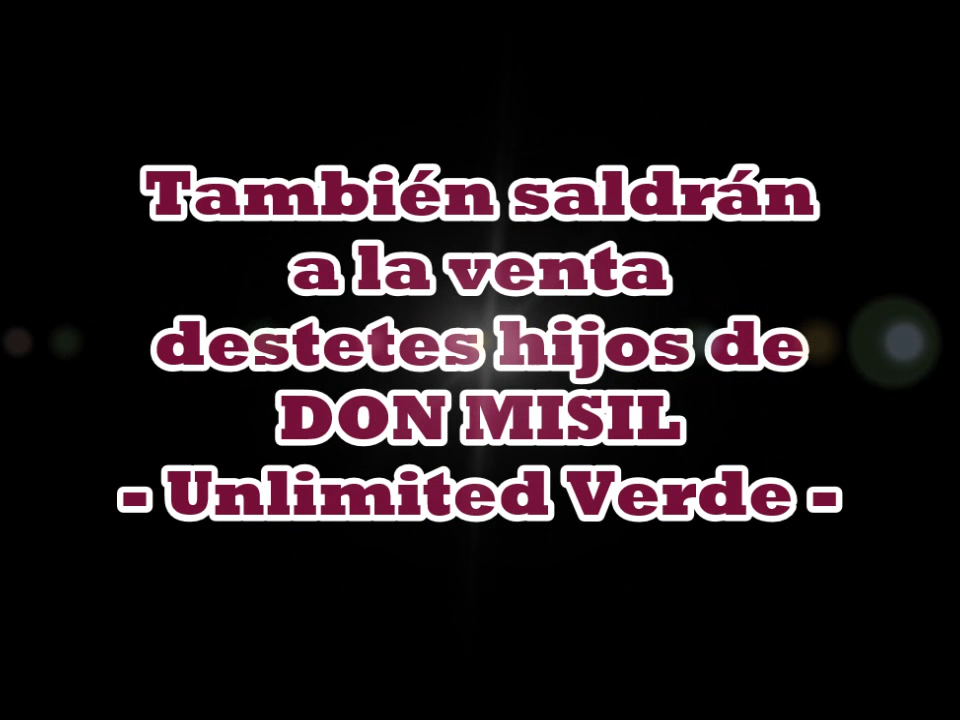 También saldrán
a la venta
destetes hijos de
DON MISIL
- Unlimited Verde -